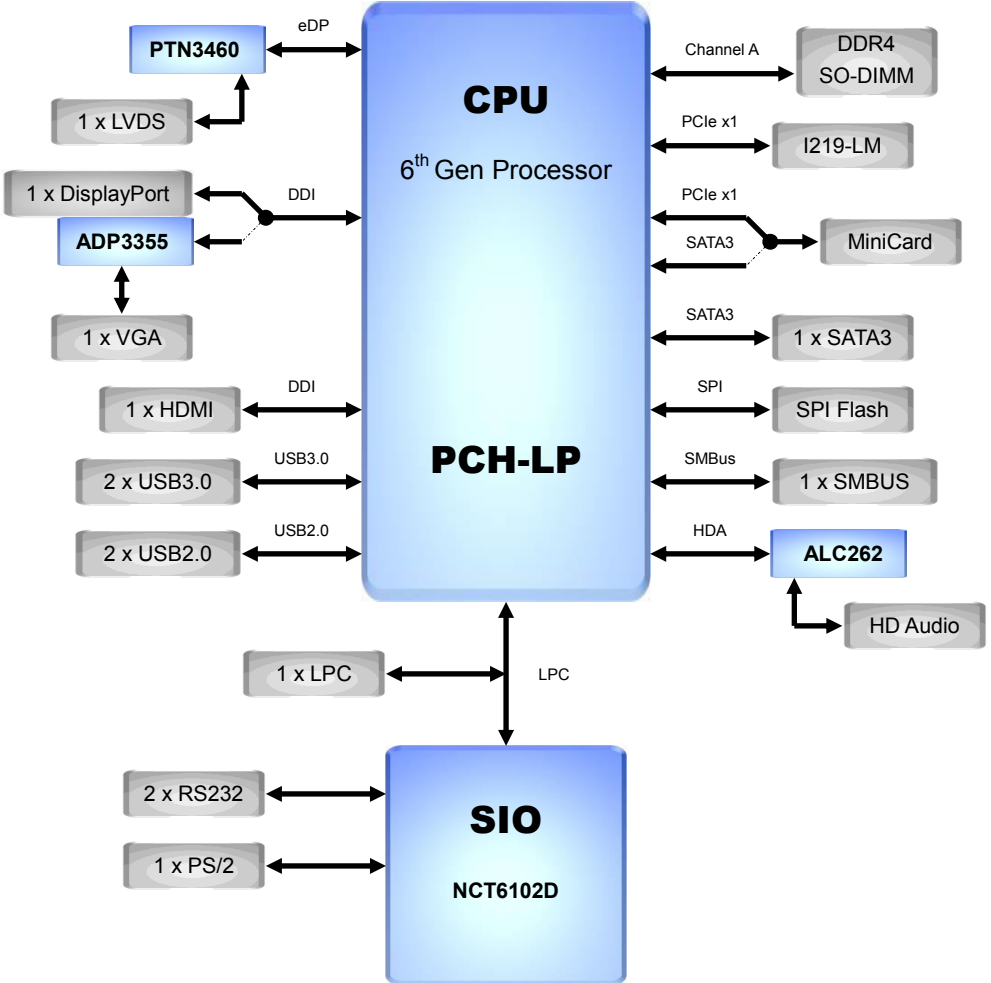 eDP
PTN3460
1 x LVDS
1 x DisplayPort
DDI
ADP3355
1 x VGA
DDI
1 x HDMI
USB3.0
2 x USB3.0
USB2.0
2 x USB2.0
CPU
6th Gen Processor
PCH-LP
Channel A
DDR4
SO-DIMM
PCIe x1
I219-LM
PCIe x1
SATA3
MiniCard
SATA3
1 x SATA3
SPI
SPI Flash
SMBus
1 x SMBUS
HDA
ALC262
HD Audio
1 x LPC
LPC
2 x RS232
1 x PS/2
SIO
NCT6102D